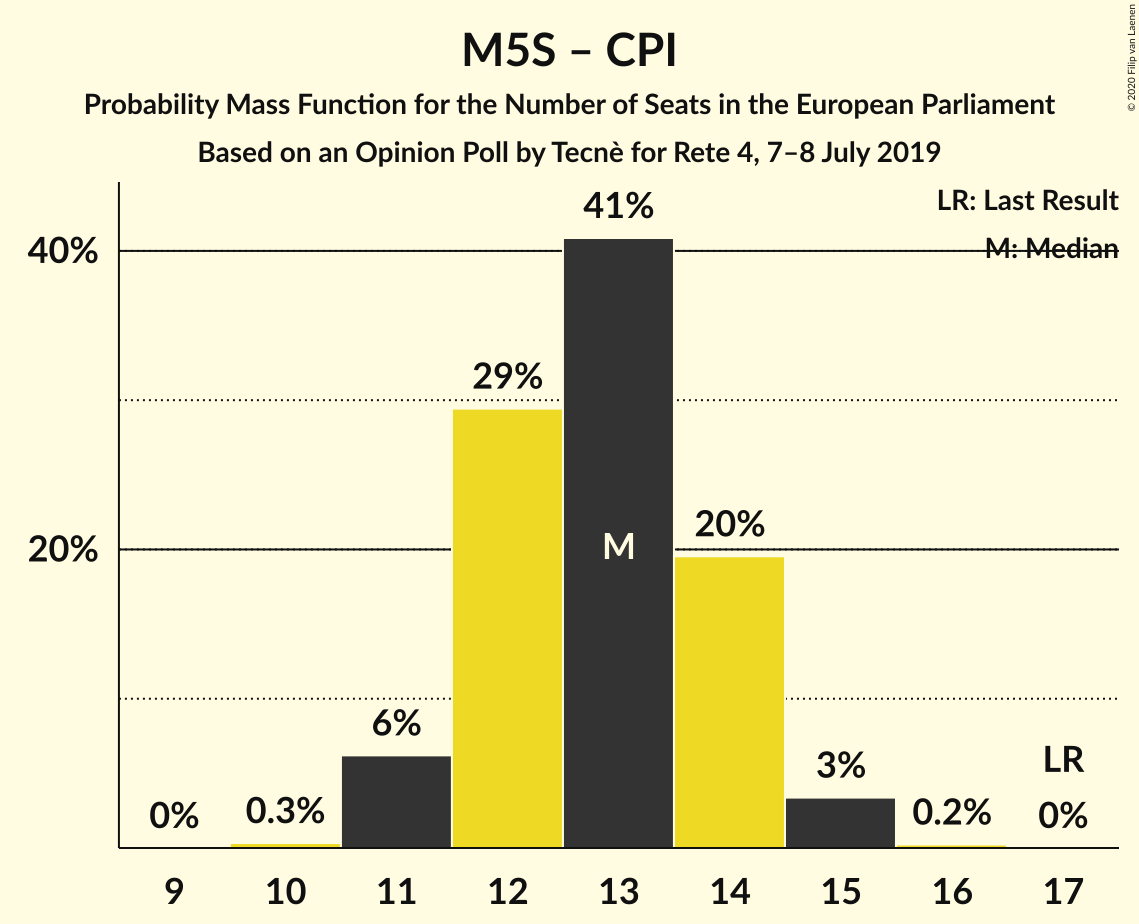 M5S – CPI
Probability Mass Function for the Number of Seats in the European Parliament
Based on an Opinion Poll by Tecnè for Rete 4, 7–8 July 2019
© 2020 Filip van Laenen
LR: Last Result
M: Median
40%
20%
0%
0.3%
6%
29%
41%
M
20%
3%
0.2%
LR
0%
9 10 11 12 13 14 15 16 17